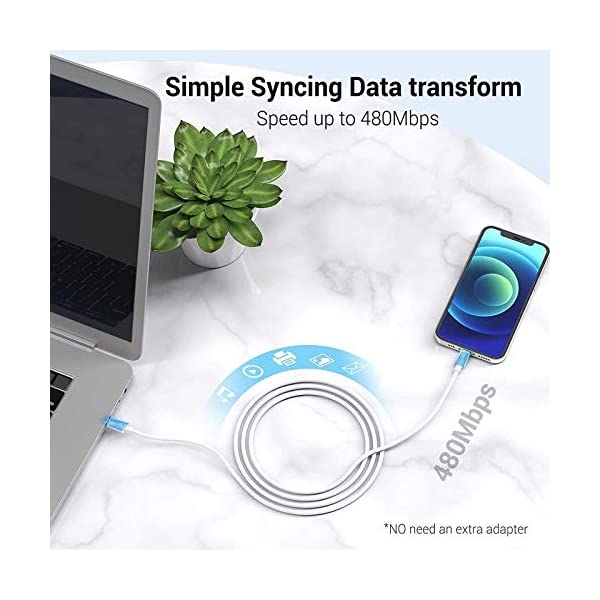 Simple Syncing Data transform
Speed up to 480Mbps
480Mbps
*NO need an extra adapter